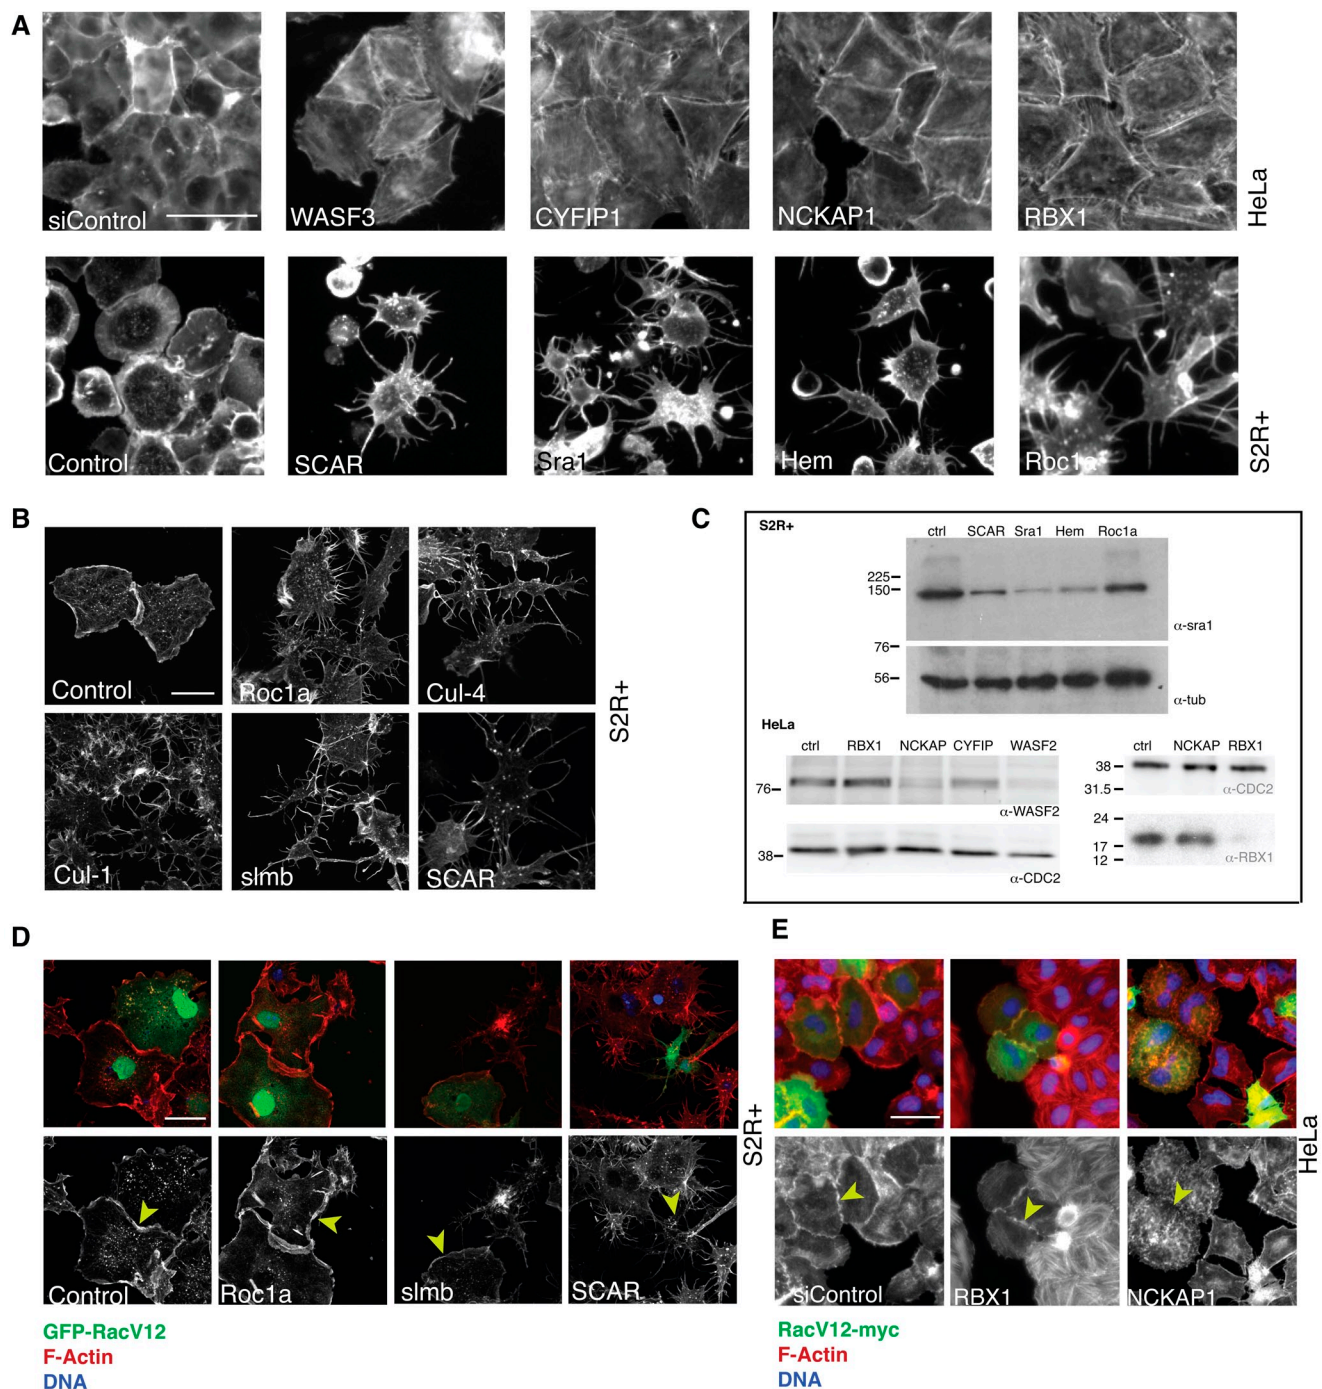 A
siControl
WASF3
CYFIP1
NCKAP1
RBX1
HeLa
Control
SCAR
Sra1
Hem
Roc1a
S2R+
B
Control
Roc1a
Cul-4
Cul-1
slmb
SCAR
S2R+
C
S2R+
ctrl SCAR Sra1 Hem Roc1a
225
150
α-sra1
76
56
α-tub
HeLa
ctrl RBX1 NCKAP CYFIP WASF2
76
α-WASF2
38
α-CDC2
ctrl NCKAP RBX1
38
31.5
α-CDC2
24
17
12
α-RBX1
D
Control
Roc1a
slmb
SCAR
S2R+
GFP-RacV12
F-Actin
DNA
E
siControl
RBX1
NCKAP1
HeLa
RacV12-myc
F-Actin
DNA